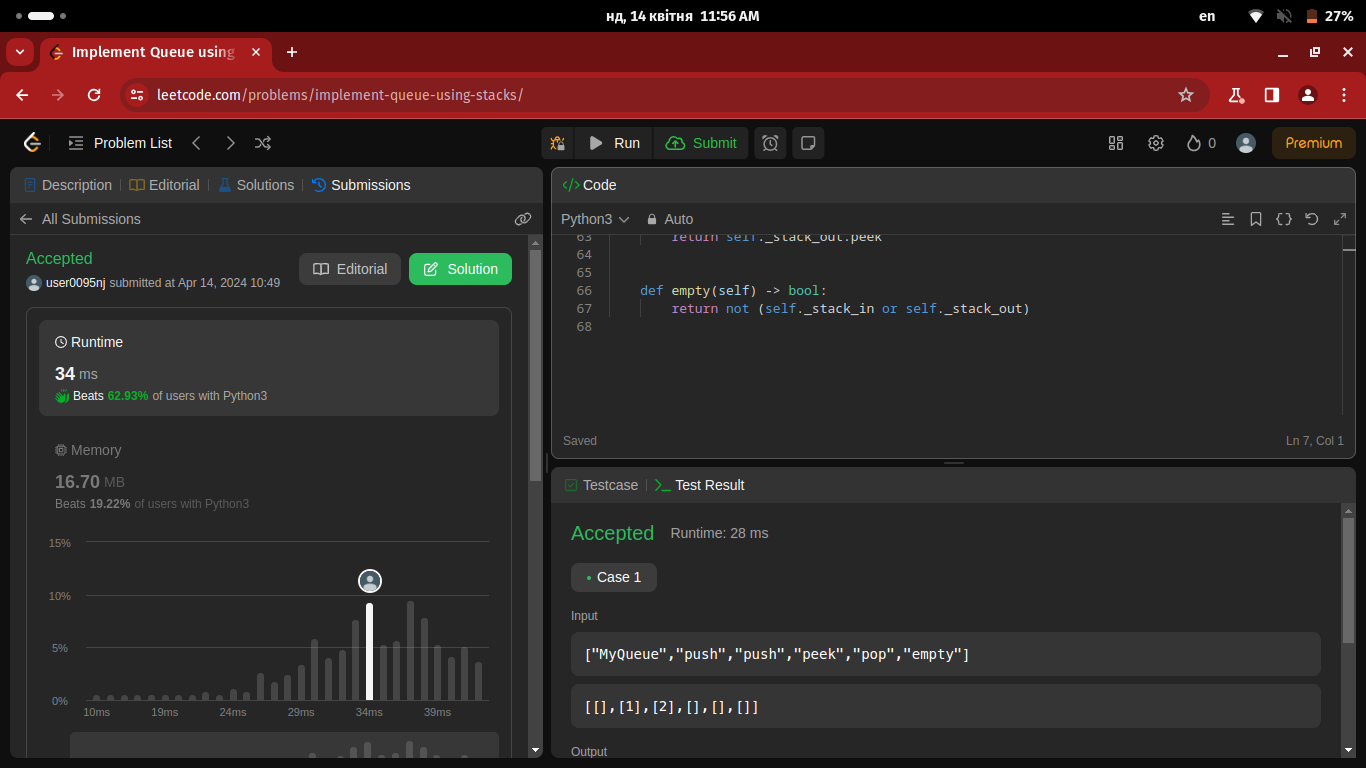 нд, 14 квітня 11:56 AM
en
27%
Implement Queue using
leetcode.com/problems/implement-queue-using-stacks/
Problem List
Run
Submit
0
Premium
Description
Editorial
Solutions
Submissions
All Submissions
Accepted
user0095nj submitted at Apr 14, 2024 10:49
Editorial
Solution
Runtime
34 ms
Beats 62.93% of users with Python3
Memory
16.70 MB
Beats 19.22% of users with Python3
15%
10%
5%
0%
10ms 19ms 24ms 29ms 34ms 39ms
</> Code
Python3
Auto
63 return self._stack_out.peek
64
65
66 def empty(self) -> bool:
67 return not (self._stack_in or self._stack_out)
68
Saved
Ln 7, Col 1
Testcase
Test Result
Accepted
Runtime: 28 ms
Case 1
Input
["MyQueue","push","push","peek","pop","empty"]
[[],[1],[2],[],[],[]]
Output